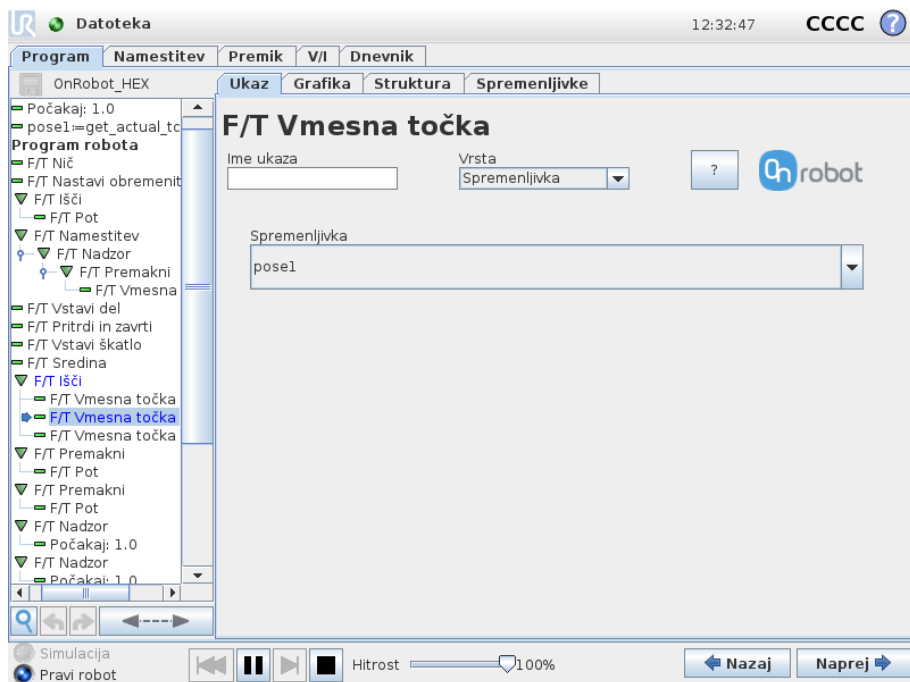 Datoteka
12:32:47
CCCC
?
Program
Namestitev
Premik
V/I
Dnevnik
OnRobot_HEX
Ukaz
Grafika
Struktura
Spremenljivke
Počakaj: 1.0
pose1:=get_actual_tc
Program robota
F/T Nič
F/T Nastavi obremenit
F/T Išči
F/T Pot
F/T Namestitev
F/T Nadzor
F/T Premakni
F/T Vmesna
F/T Vstavi del
F/T Pritrdi in zavrti
F/T Vstavi škatlo
F/T Sredina
F/T Išči
F/T Vmesna točka
F/T Vmesna točka
F/T Vmesna točka
F/T Premakni
F/T Pot
F/T Premakni
F/T Pot
F/T Nadzor
Počakaj: 1.0
F/T Nadzor
Počakaj: 1.0
F/T Vmesna točka
Ime ukaza
Vrsta
Spremenljivka
?
On robot
Spremenljivka
pose1
Simulacija
Pravi robot
Hitrost
100%
Nazaj
Naprej